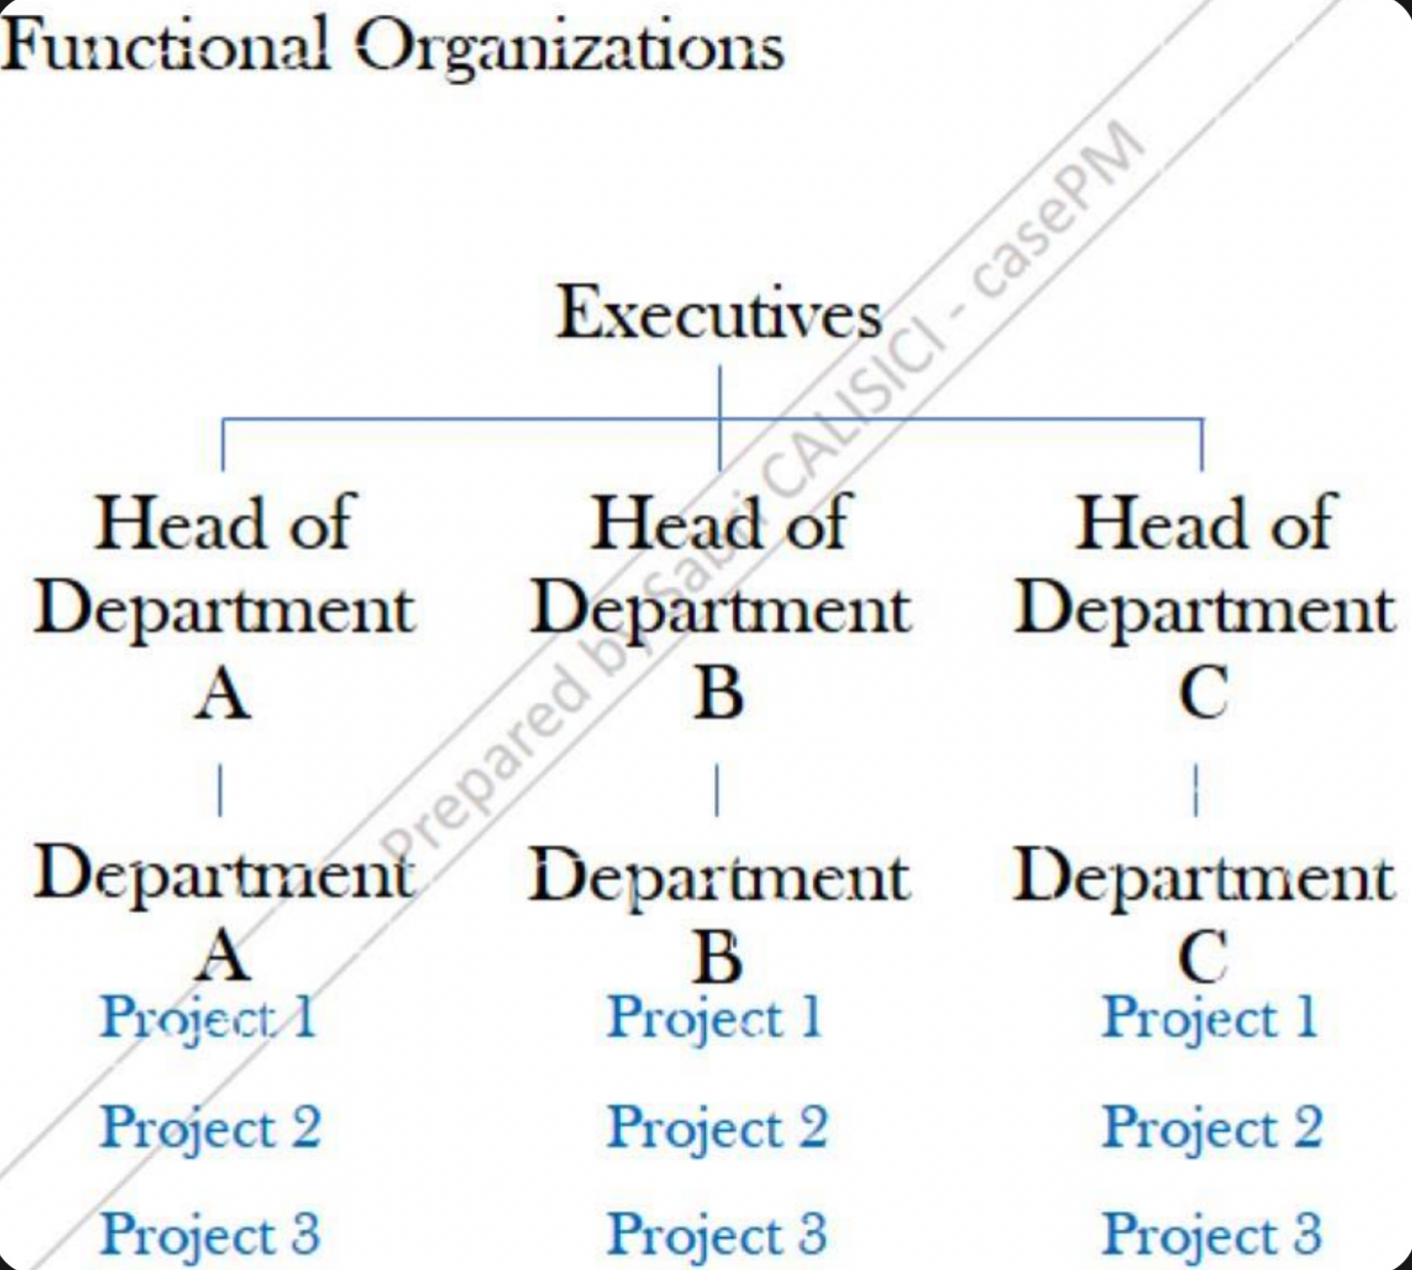 Functional Organizations
Executives
Head of
Department
A
Head of
Department
B
Head of
Department
C
Department
A
Project 1
Project 2
Project 3
Department
B
Project 1
Project 2
Project 3
Department
C
Project 1
Project 2
Project 3
Prepared by Sabri CALISICI - casePM